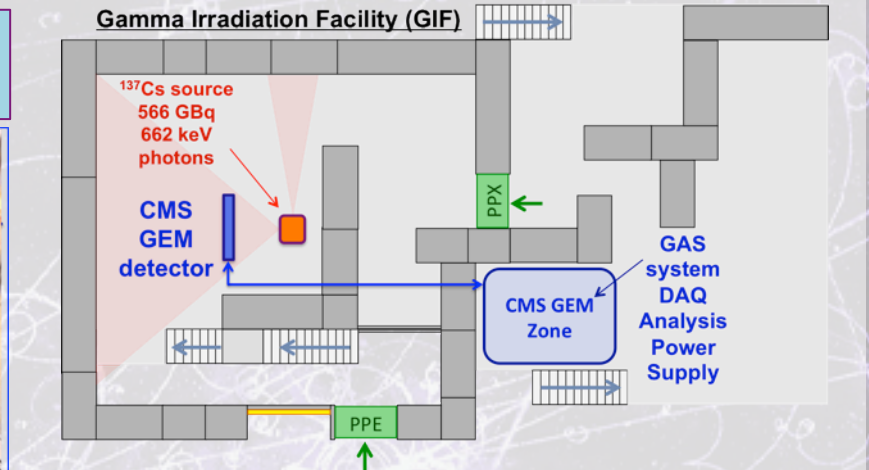 Gamma Irradiation Facility (GIF)
¹³⁷Cs source
566 GBq
662 keV
photons
CMS
GEM
detector
PPX
CMS GEM
Zone
GAS
system
DAQ
Analysis
Power
Supply
PPE